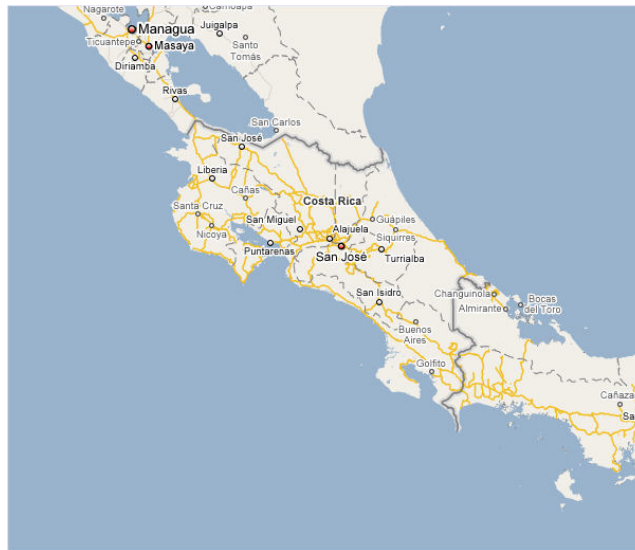 Nagarote
Camoapa
Managua
Juigalpa
Ticuantepe
Masaya
Santo
Tomás
Diriamba
Rivas
San Carlos
San José
Liberia
Cañas
Costa Rica
Santa Cruz
San Miguel
Guápiles
Nicoya
Alajuela
Siquirres
Puntarenas
San José
Turrialba
San Isidro
Changuinola
Bocas
del Toro
Almirante
Buenos
Aires
Golfito
Cañaza
Sa